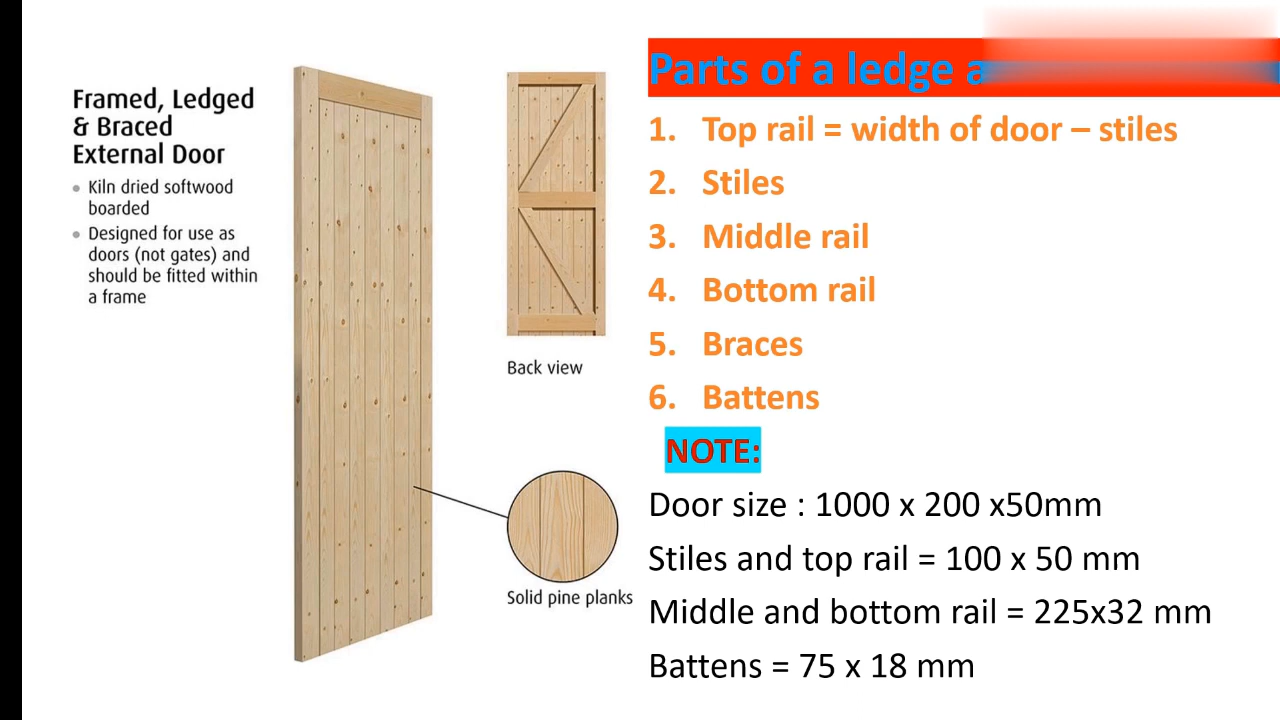 Framed, Ledged
& Braced
External Door
• Kiln dried softwood
boarded
• Designed for use as
doors (not gates) and
should be fitted within
a frame
Back view
Solid pine planks
Parts of a ledge
1. Top rail = width of door – stiles
2. Stiles
3. Middle rail
4. Bottom rail
5. Braces
6. Battens
NOTE:
Door size : 1000 x 200 x50mm
Stiles and top rail = 100 x 50 mm
Middle and bottom rail = 225x32 mm
Battens = 75 x 18 mm